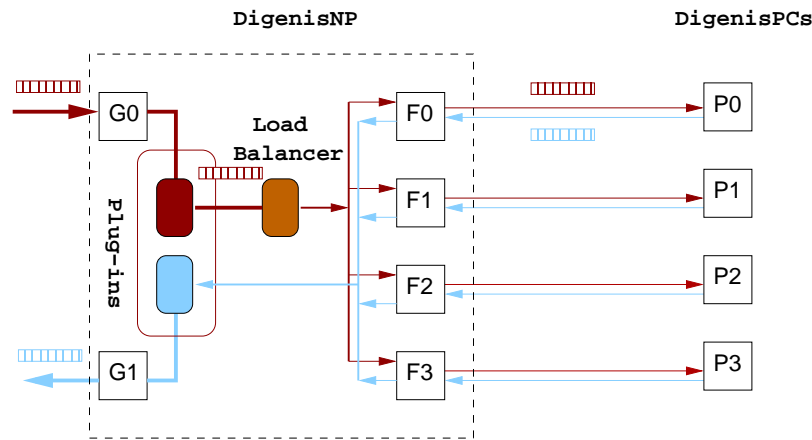 DigenisNP
DigenisPCs
G0
Load
Balancer
F0
P0
Plug-ins
F1
P1
F2
P2
G1
F3
P3